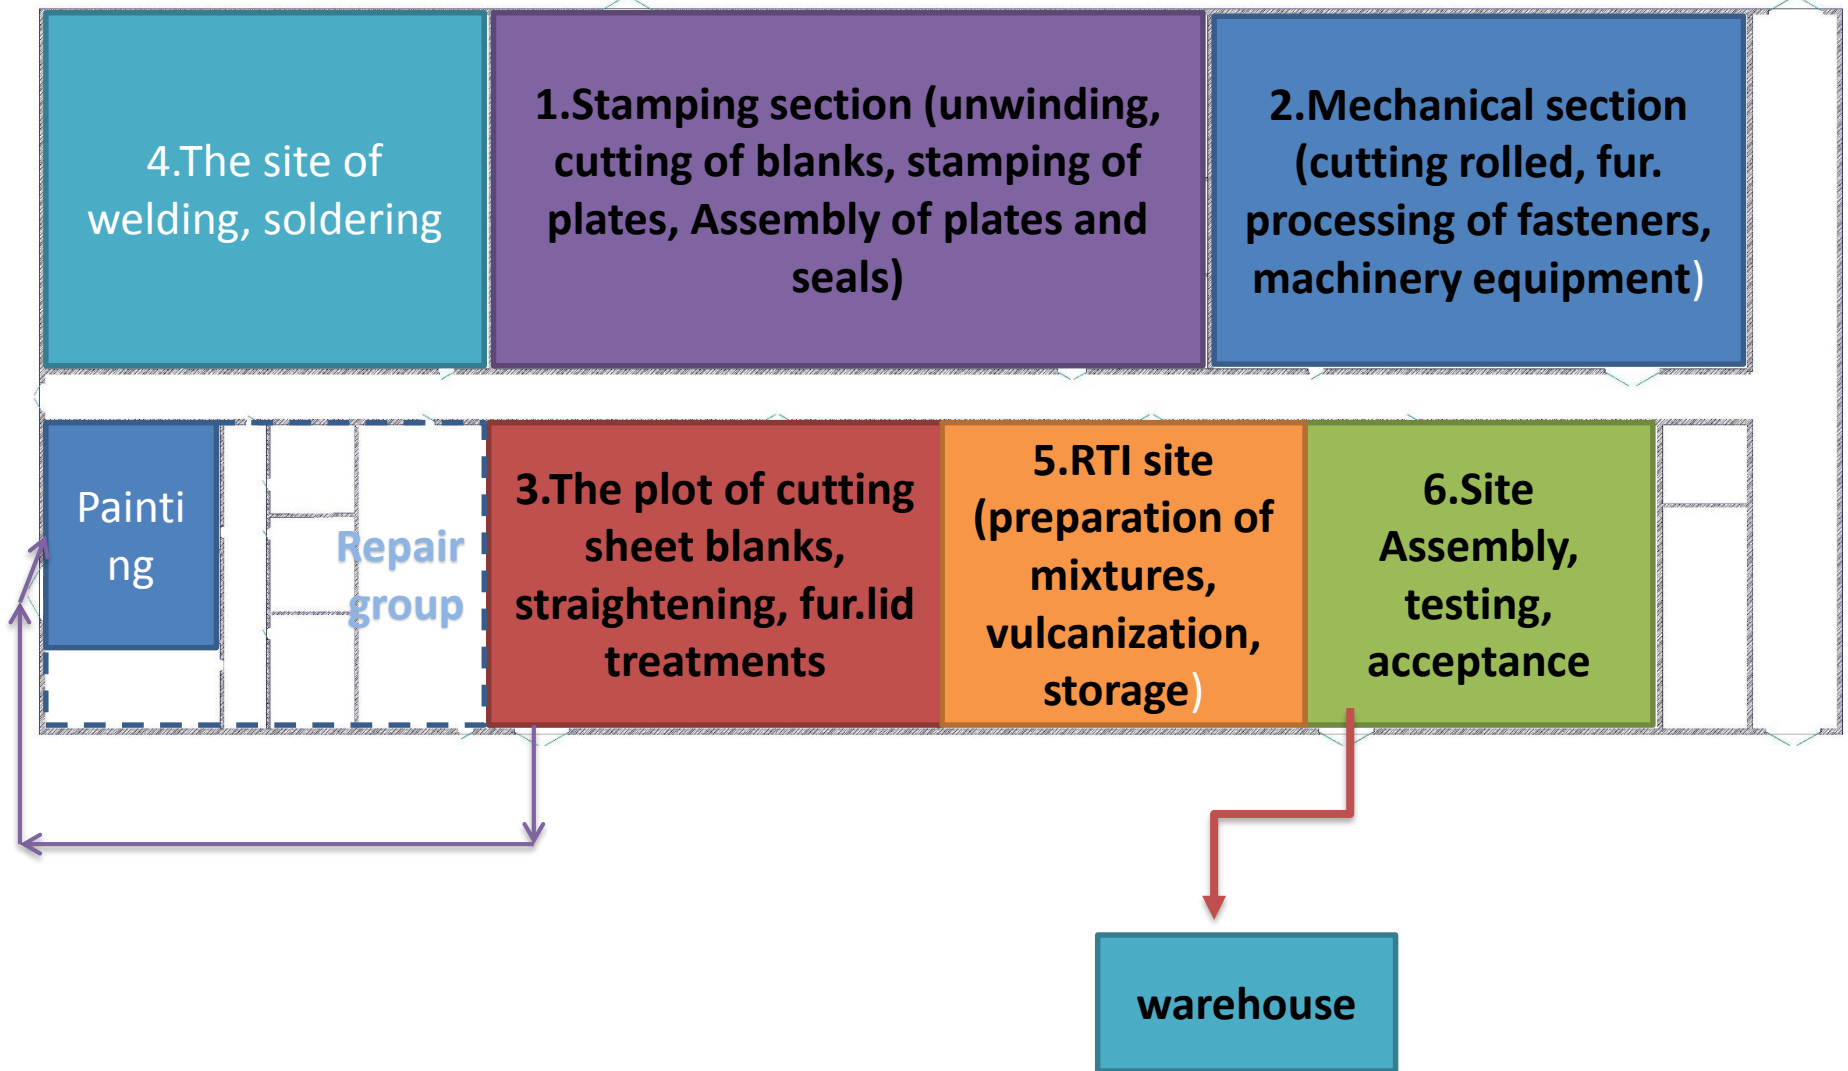 4.The site of
welding, soldering
1.Stamping section (unwinding,
cutting of blanks, stamping of
plates, Assembly of plates and
seals)
2.Mechanical section
(cutting rolled, fur.
processing of fasteners,
machinery equipment)
Painti
ng
Repair
group
3.The plot of cutting
sheet blanks,
straightening, fur.lid
treatments
5.RTI site
(preparation of
mixtures,
vulcanization,
storage)
6.Site
Assembly,
testing,
acceptance
warehouse